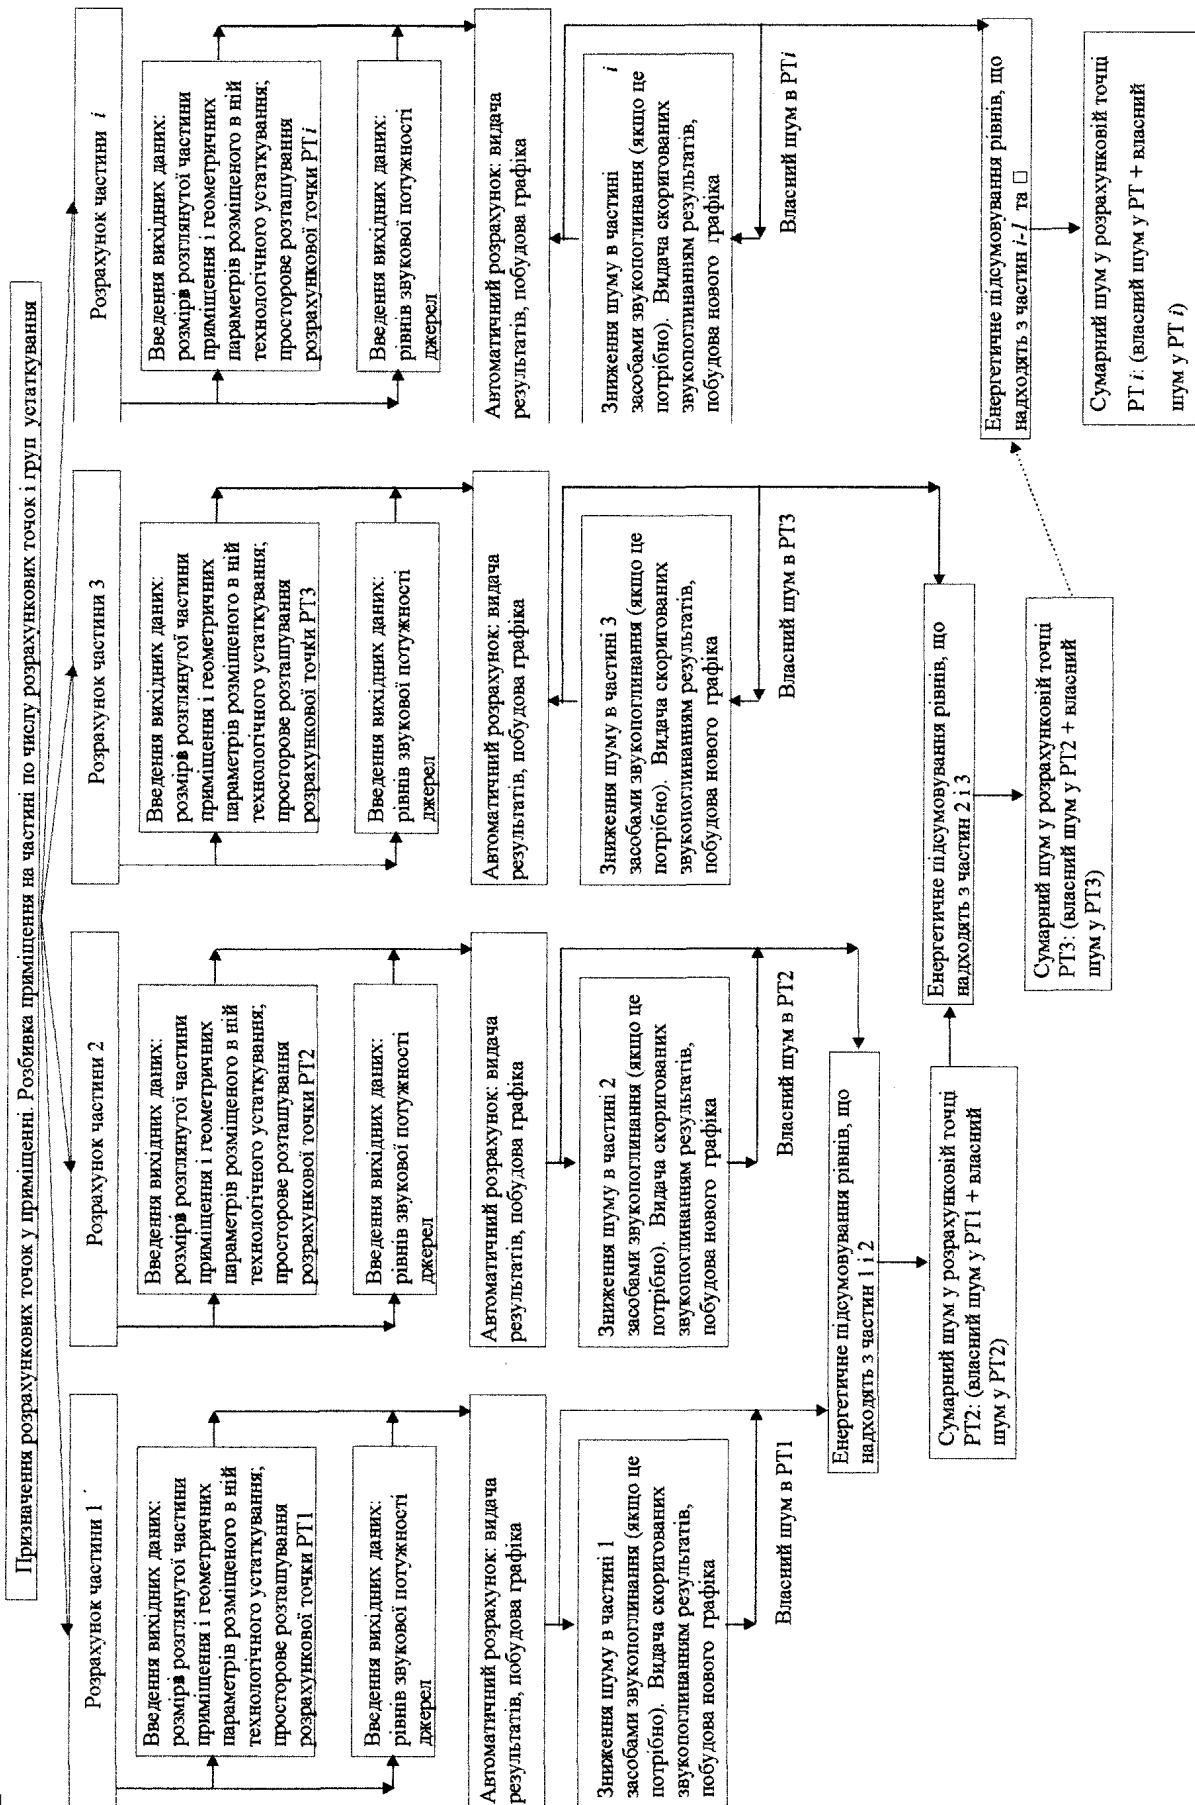 Призначення розрахункових точок у приміщенні. Розбивка приміщення на частині по числу розрахункових точок і груп устаткування
Розрахунок частини 1
Введення вихідних даних:
розмірів розглянутої частини
приміщення і геометричних
параметрів розміщеного в ній
технологічного устаткування;
просторове розташування
розрахункової точки РТ1
Введення вихідних даних:
рівнів звукової потужності
джерел
Автоматичний розрахунок: видача
результатів, побудова графіка
Зниження шуму в частині 1
засобами звукопоглинання (якщо це
потрібно). Видача скоригованих
звукопоглинанням результатів,
побудова нового графіка
Власний шум в РТ1
Розрахунок частини 2
Введення вихідних даних:
розмірів розглянутої частини
приміщення і геометричних
параметрів розміщеного в ній
технологічного устаткування;
просторове розташування
розрахункової точки РТ2
Введення вихідних даних:
рівнів звукової потужності
джерел
Автоматичний розрахунок: видача
результатів, побудова графіка
Зниження шуму в частині 2
засобами звукопоглинання (якщо це
потрібно). Видача скоригованих
звукопоглинанням результатів,
побудова нового графіка
Власний шум в РТ2
Енергетичне підсумовування рівнів, що
надходять з частин 1 і 2
Сумарний шум у розрахунковій точці
РТ2: (власний шум у РТ1 + власний
шум у РТ2)
Розрахунок частини 3
Введення вихідних даних:
розмірів розглянутої частини
приміщення і геометричних
параметрів розміщеного в ній
технологічного устаткування;
просторове розташування
розрахункової точки РТ3
Введення вихідних даних:
рівнів звукової потужності
джерел
Автоматичний розрахунок: видача
результатів, побудова графіка
Зниження шуму в частині 3
засобами звукопоглинання (якщо це
потрібно). Видача скоригованих
звукопоглинанням результатів,
побудова нового графіка
Власний шум в РТ3
Енергетичне підсумовування рівнів, що
надходять з частин 2 і 3
Сумарний шум у розрахунковій точці
РТ3: (власний шум у РТ2 + власний
шум у РТ3)
Розрахунок частини i
Введення вихідних даних:
розмірів розглянутої частини
приміщення і геометричних
параметрів розміщеного в ній
технологічного устаткування;
просторове розташування
розрахункової точки РТ i
Введення вихідних даних:
рівнів звукової потужності
джерел
Автоматичний розрахунок: видача
результатів, побудова графіка
Зниження шуму в частині i
засобами звукопоглинання (якщо це
потрібно). Видача скоригованих
звукопоглинанням результатів,
побудова нового графіка
Власний шум в РТ i
Енергетичне підсумовування рівнів, що
надходять з частин i-1 та □
Сумарний шум у розрахунковій точці
РТ i: (власний шум у РТ + власний
шум у РТ i)